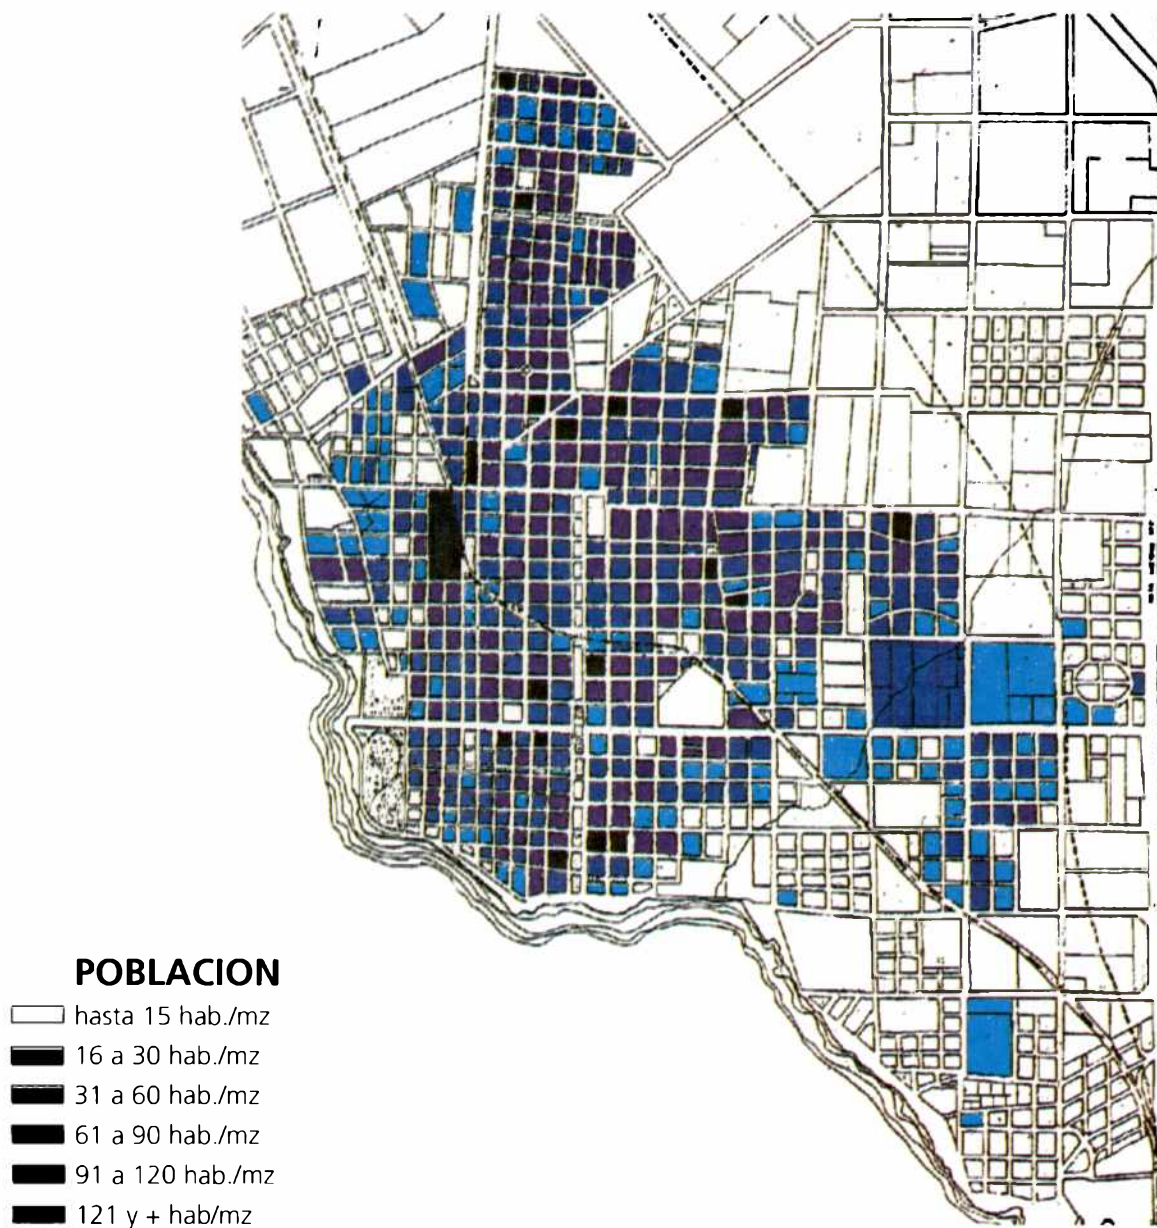 POBLACION
hasta 15 hab./mz
16 a 30 hab./mz
31 a 60 hab./mz
61 a 90 hab./mz
91 a 120 hab./mz
121 y + hab/mz